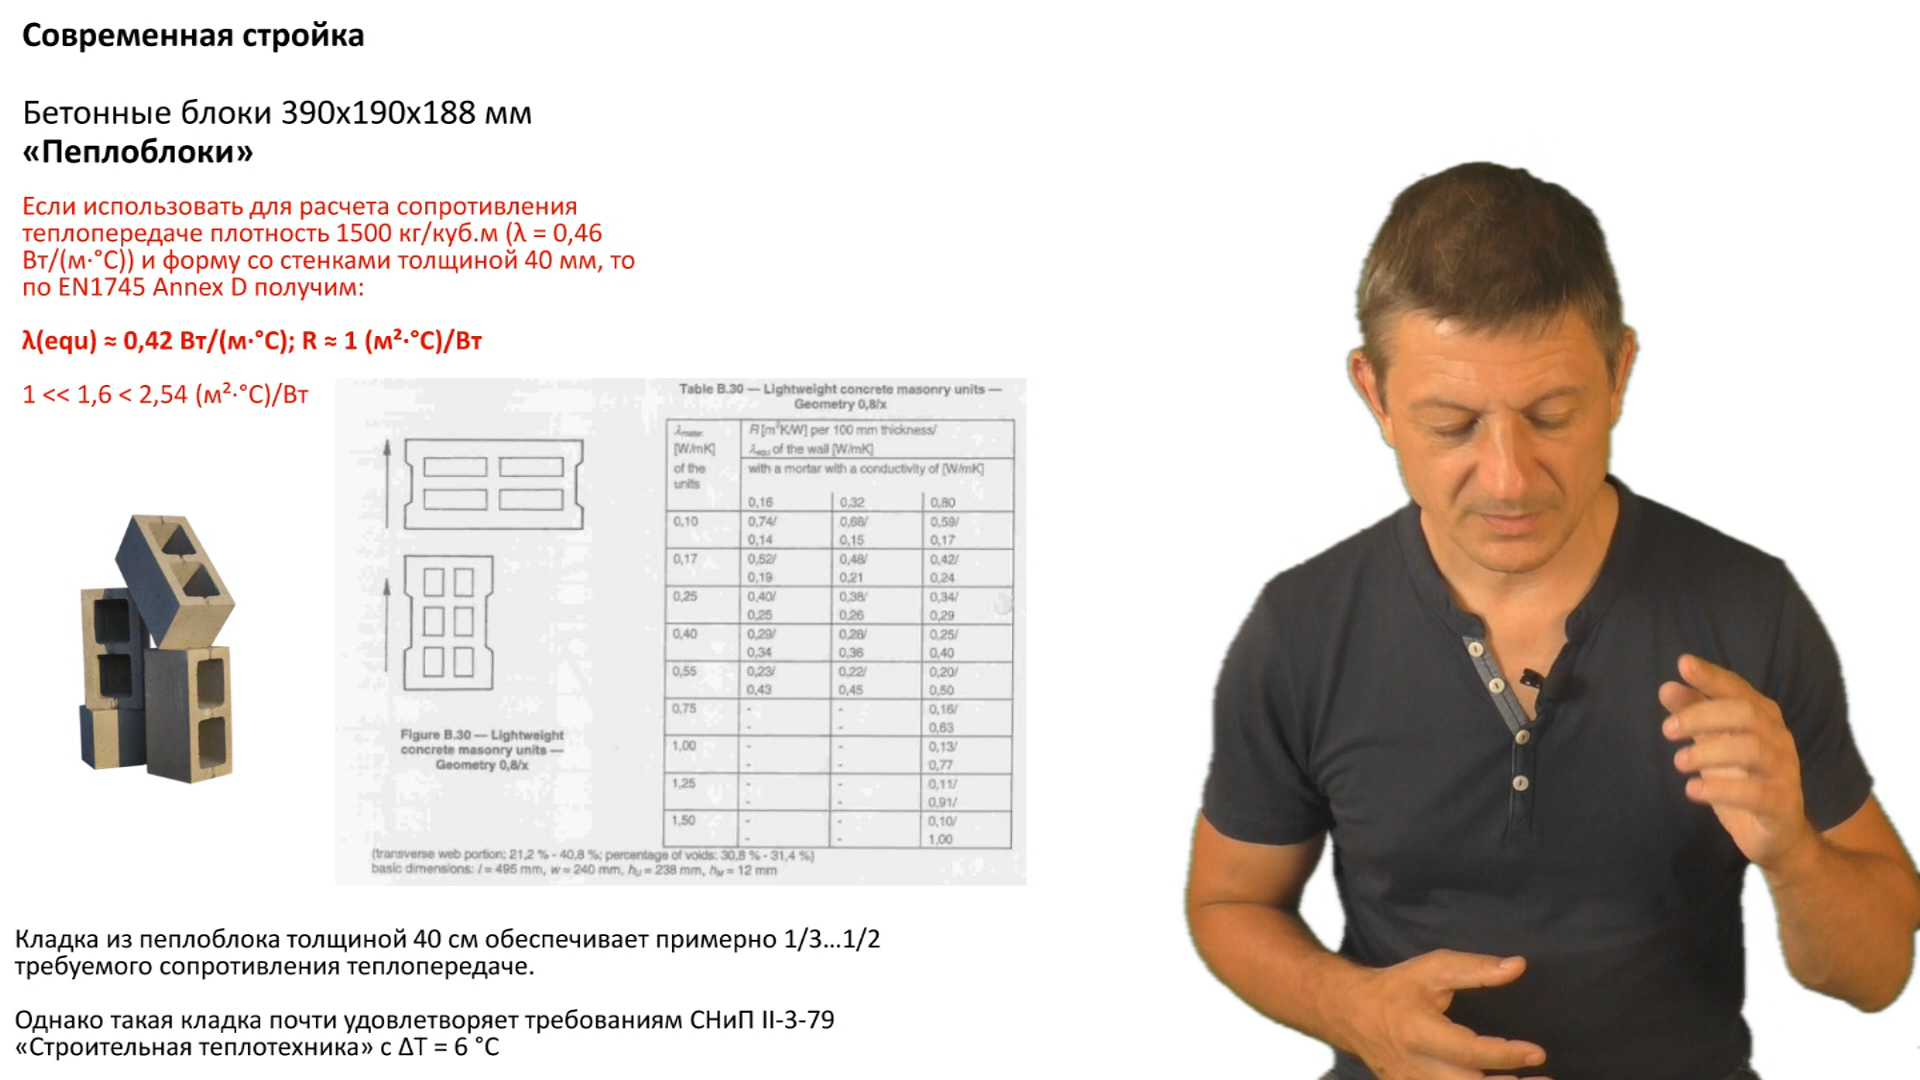 Современная стройка
Бетонные блоки 390х190х188 мм
«Пеплоблоки»
Если использовать для расчета сопротивления
теплопередаче плотность 1500 кг/куб.м (λ = 0,46
Вт/(м·°С)) и форму со стенками толщиной 40 мм, то
по EN1745 Annex D получим:
λ(equ) ≈ 0,42 Вт/(м·°С); R ≈ 1 (м²·°С)/Вт
1 << 1,6 < 2,54 (м²·°С)/Вт
Table B.30 — Lightweight concrete masonry units —
Geometry 0,8/x
λmater. R [m²K/W] per 100 mm thickness/
[W/mK] λequ of the wall [W/mK]
of the with a mortar with a conductivity of [W/mK]
units
0,16 0,32 0,80
0,10 0,74/ 0,68/ 0,59/
0,14 0,15 0,17
0,17 0,52/ 0,48/ 0,42/
0,19 0,21 0,24
0,25 0,40/ 0,38/ 0,34/
0,25 0,26 0,29
0,40 0,29/ 0,28/ 0,25/
0,34 0,36 0,40
0,55 0,23/ 0,22/ 0,20/
0,43 0,45 0,50
0,75 - - 0,16/
- - 0,63
1,00 - - 0,13/
- - 0,77
1,25 - - 0,11/
- - 0,91/
1,50 - - 0,10/
- - 1,00
Figure B.30 — Lightweight
concrete masonry units —
Geometry 0,8/x
(transverse web portion: 21,2 % - 40,8 %; percentage of voids: 30,8 % - 31,4 %)
basic dimensions: l = 495 mm, w = 240 mm, hU = 238 mm, hM = 12 mm
Кладка из пеплоблока толщиной 40 см обеспечивает примерно 1/3…1/2
требуемого сопротивления теплопередаче.
Однако такая кладка почти удовлетворяет требованиям СНиП II-3-79
«Строительная теплотехника» с ΔT = 6 °С